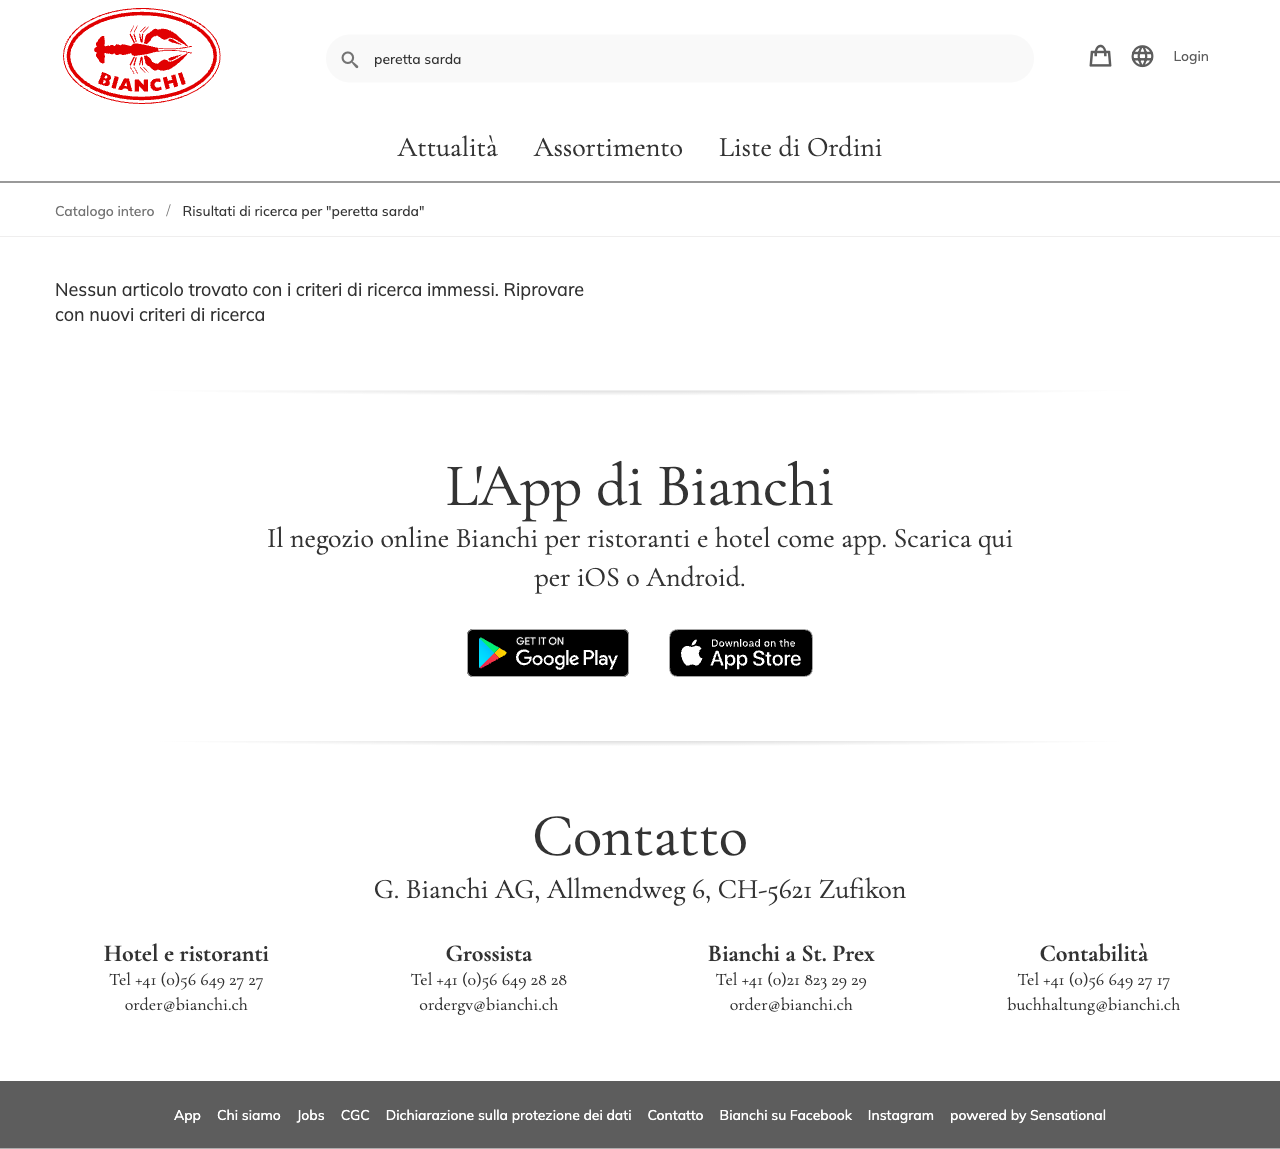 BIANCHI
peretta sarda
Login
Attualità Assortimento Liste di Ordini
Catalogo intero / Risultati di ricerca per "peretta sarda"
Nessun articolo trovato con i criteri di ricerca immessi. Riprovare
con nuovi criteri di ricerca
L'App di Bianchi
Il negozio online Bianchi per ristoranti e hotel come app. Scarica qui
per iOS o Android.
GET IT ON
Google Play
Download on the
App Store
Contatto
G. Bianchi AG, Allmendweg 6, CH-5621 Zufikon
Hotel e ristoranti
Tel +41 (0)56 649 27 27
order@bianchi.ch
Grossista
Tel +41 (0)56 649 28 28
ordergv@bianchi.ch
Bianchi a St. Prex
Tel +41 (0)21 823 29 29
order@bianchi.ch
Contabilità
Tel +41 (0)56 649 27 17
buchhaltung@bianchi.ch
App Chi siamo Jobs CGC Dichiarazione sulla protezione dei dati Contatto Bianchi su Facebook Instagram powered by Sensational